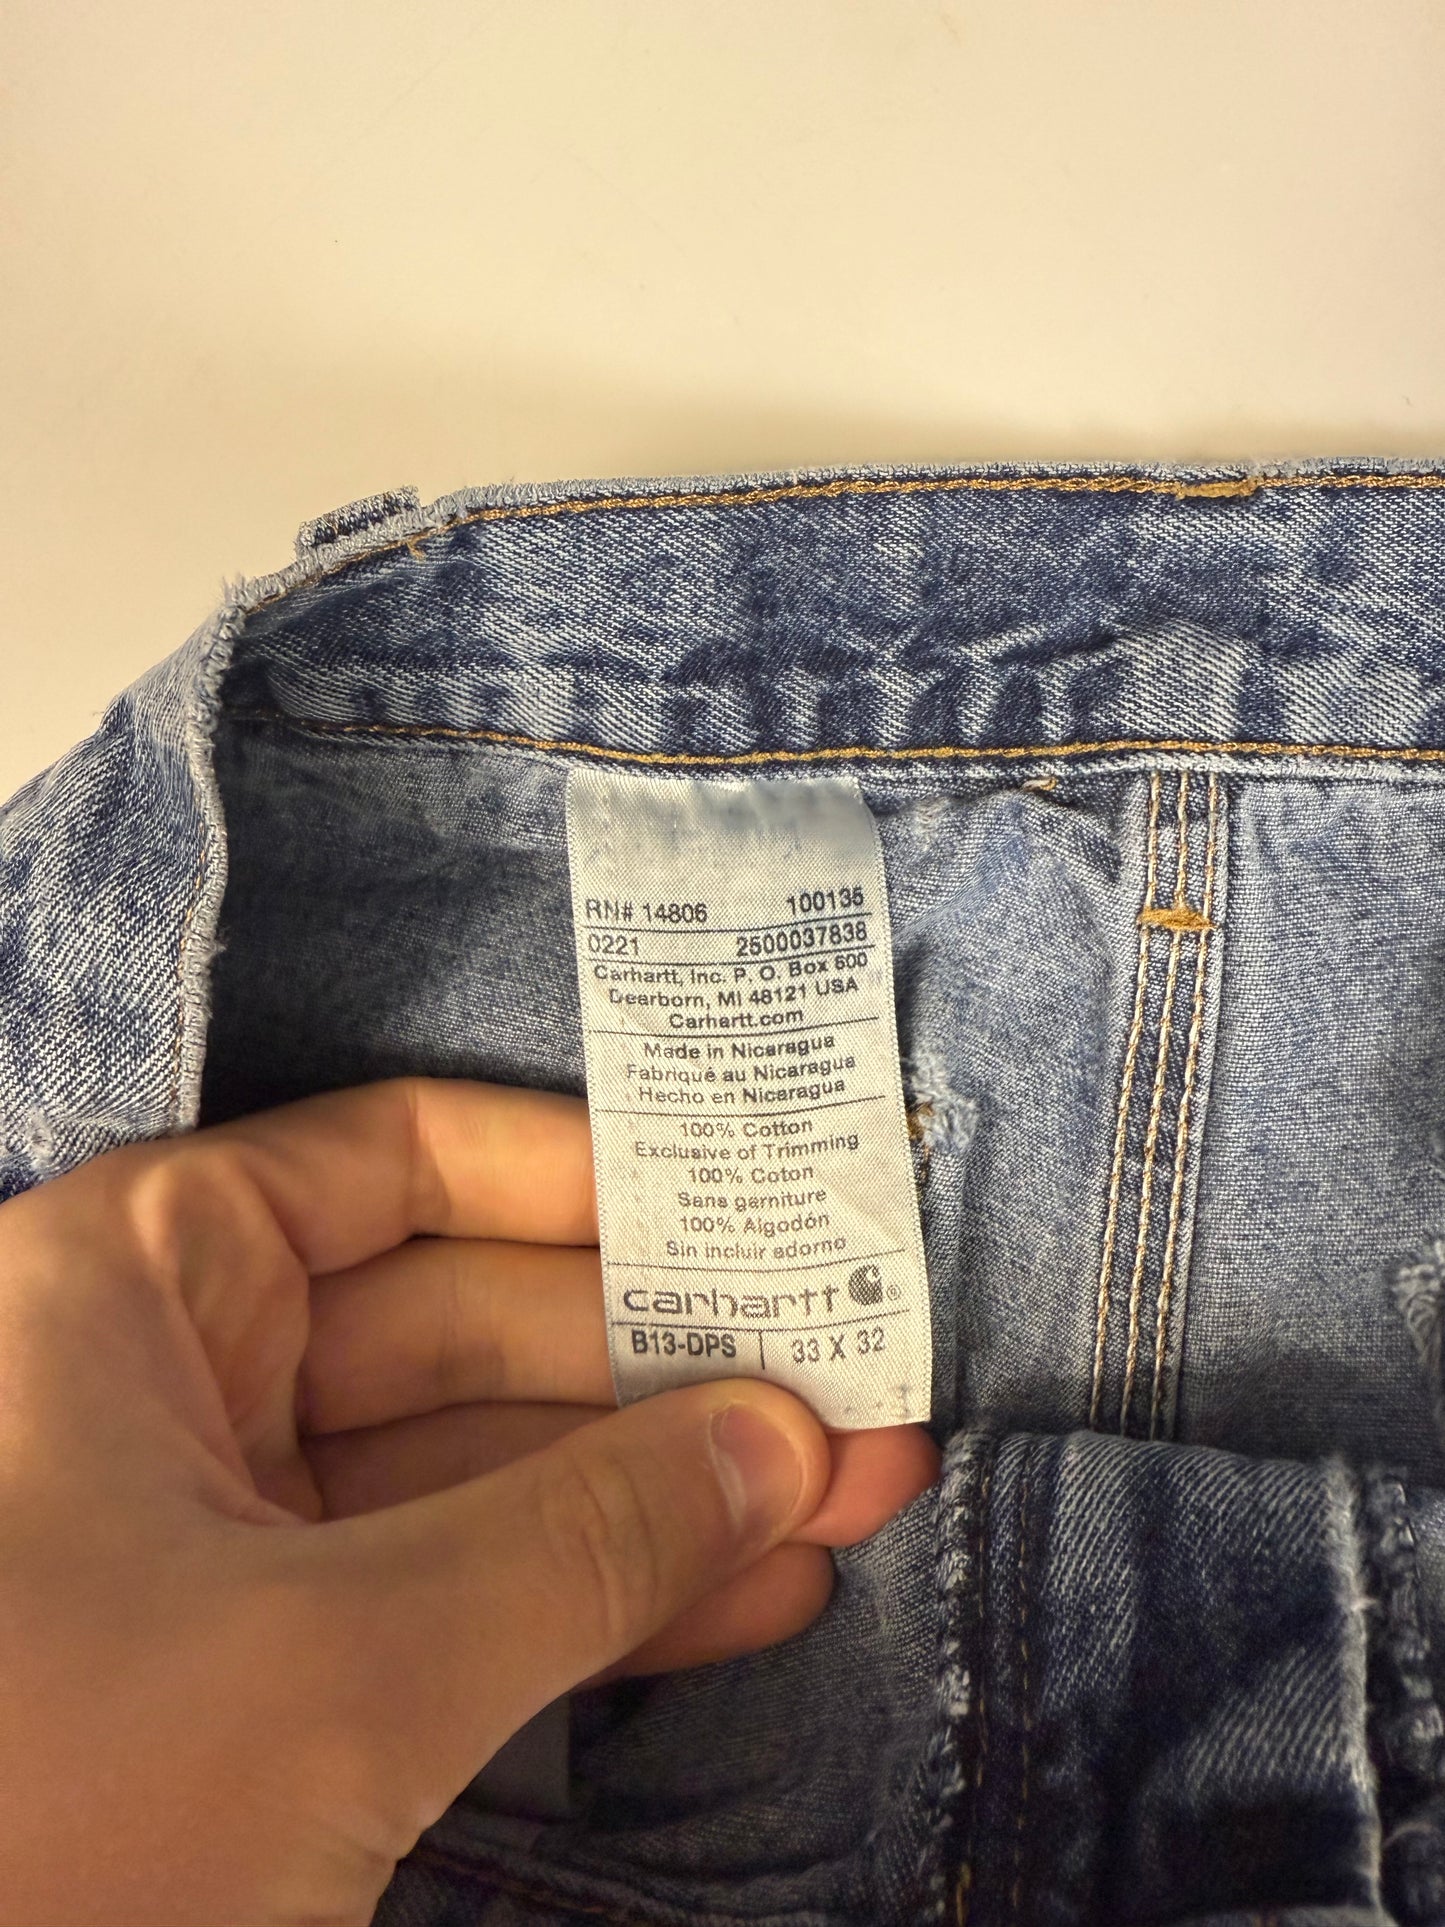 RN# 14806 100135
0221 2500037838
Carhartt, Inc. P. O. Box 600
Dearborn, MI 48121 USA
Carhartt.com
Made in Nicaragua
Fabriqué au Nicaragua
Hecho en Nicaragua
100% Cotton
Exclusive of Trimming
100% Coton
Sans garniture
100% Algodón
Sin incluir adorno
carhartt ®
B13-DPS | 33 X 32